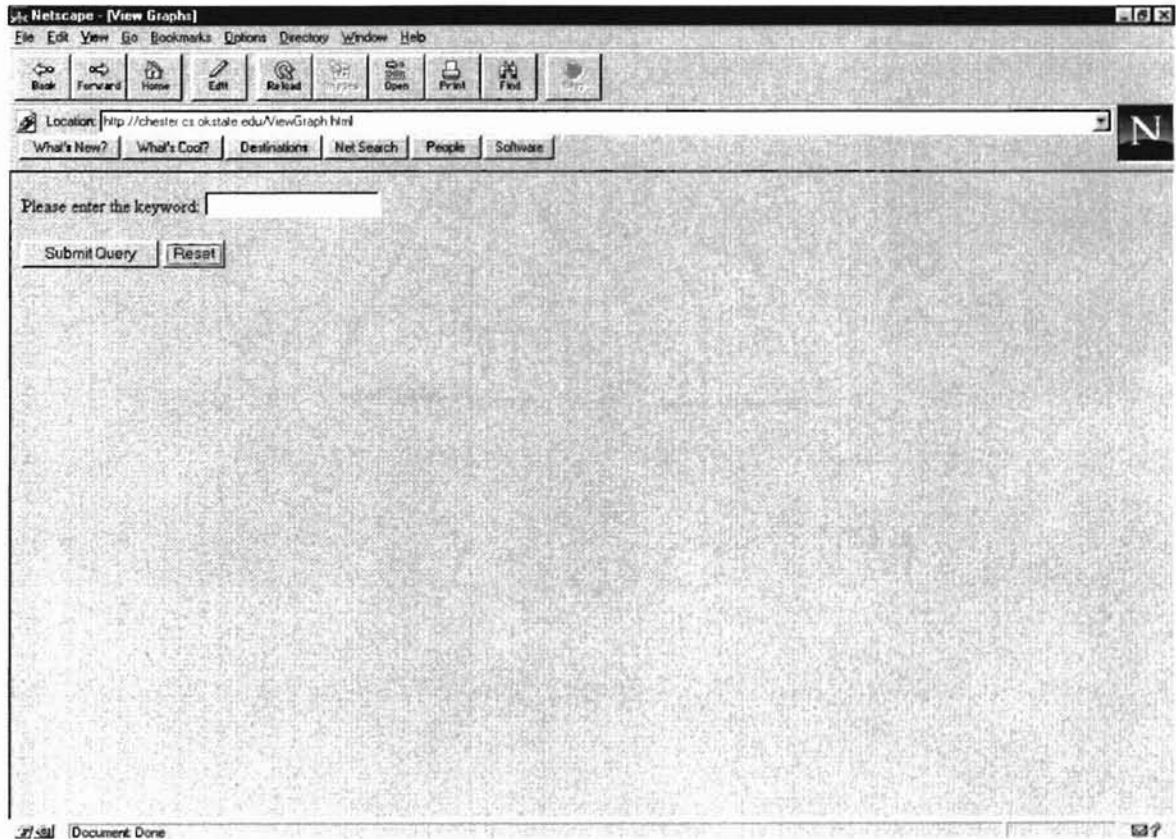 Netscape - [View Graphs]
File Edit View Go Bookmarks Options Directory Window Help
Back Forward Home Edit Reload Images Open Print Find Stop
Location: http://chester.cs.okstate.edu/ViewGraph.html
N
What's New? What's Cool? Destinations Net Search People Software
Please enter the keyword:
Submit Query Reset
Document: Done